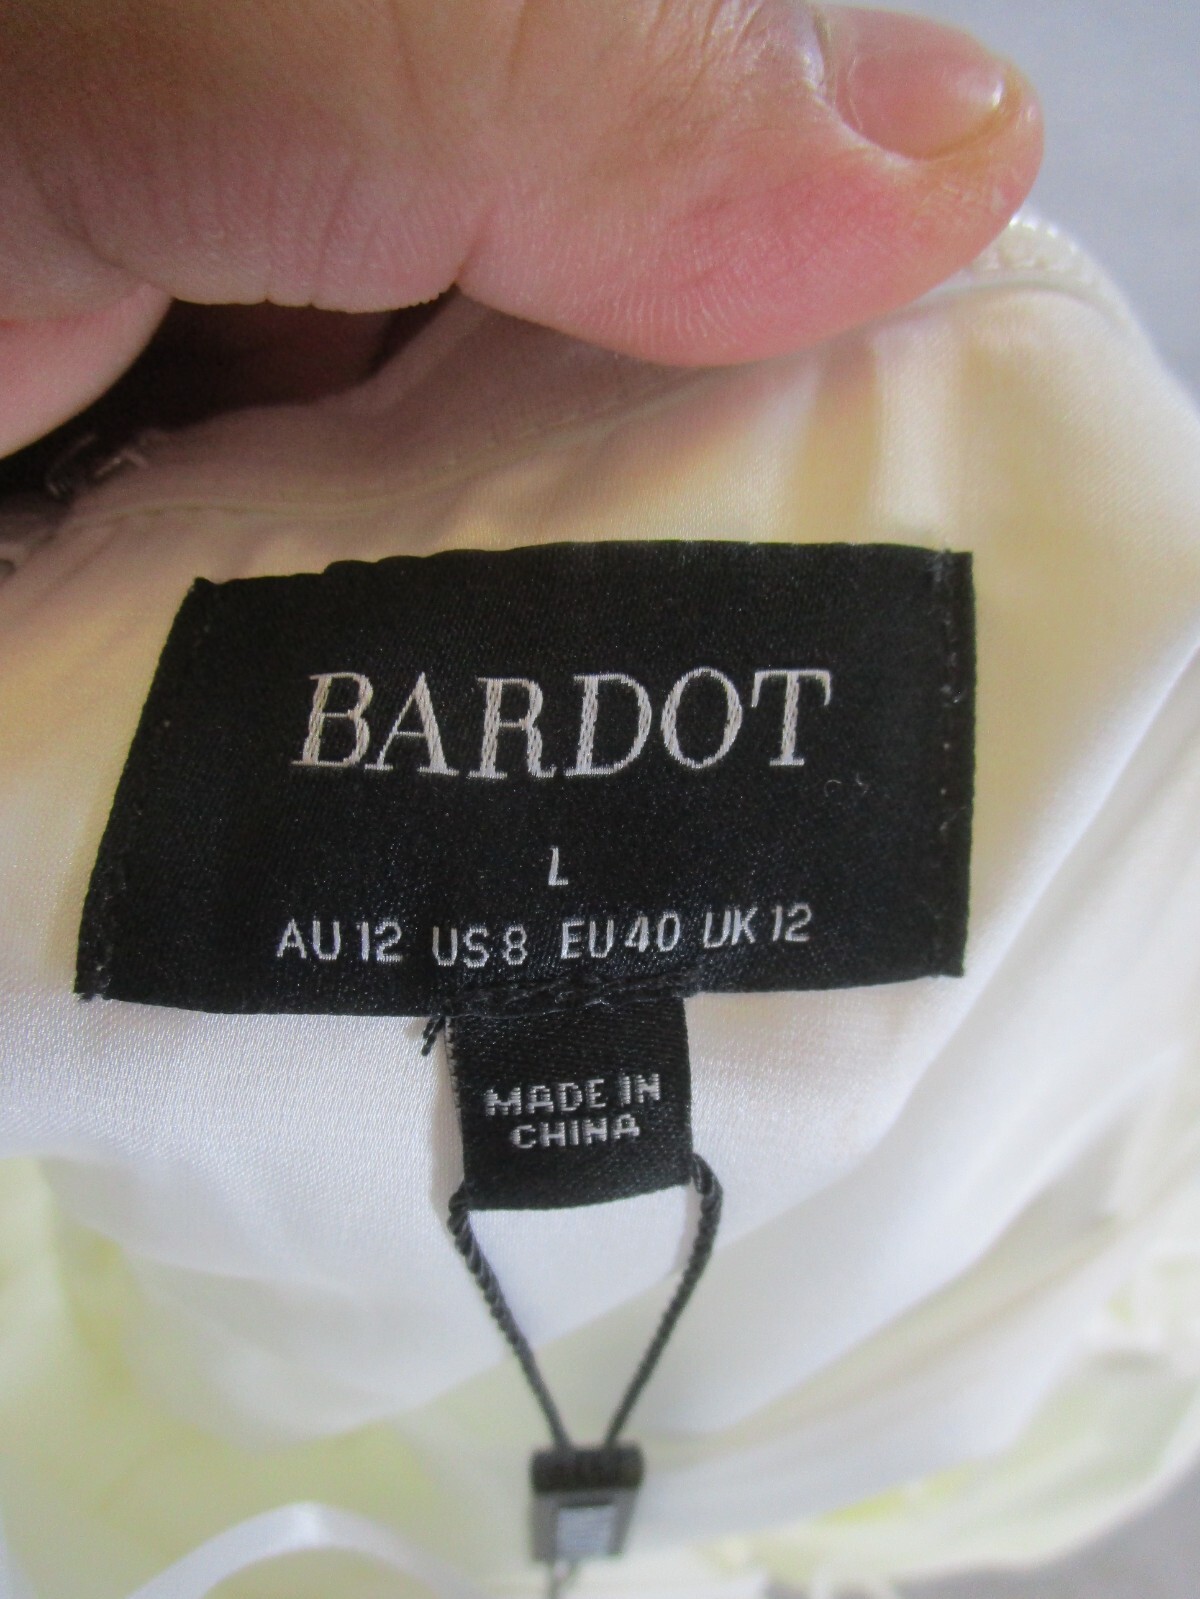 BARDOT
L
AU 12 US 8 EU 40 UK 12
MADE IN
CHINA